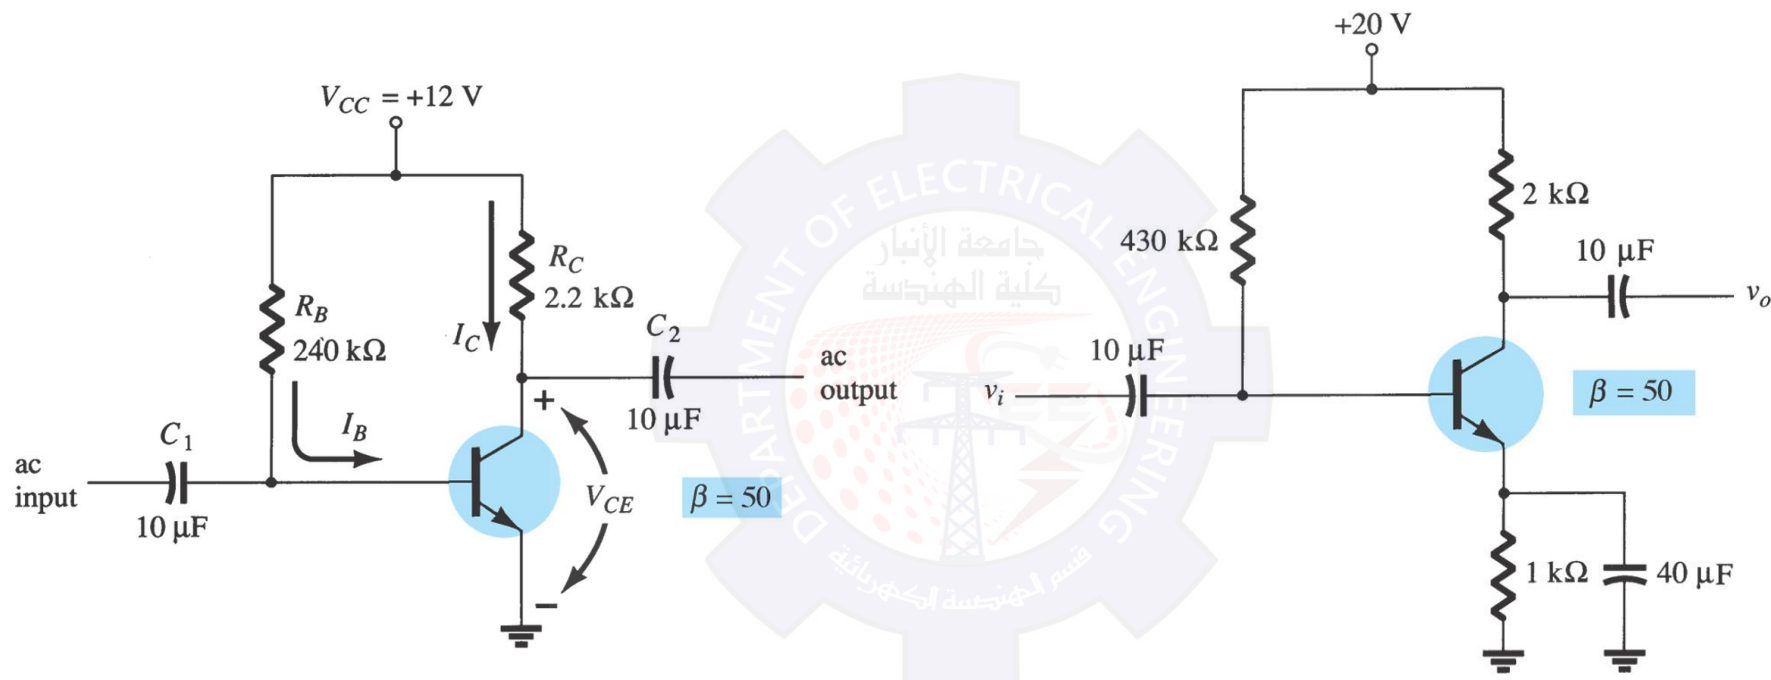 V_CC = +12 V
R_B
240 kΩ
R_C
2.2 kΩ
I_C
I_B
C_1
10 µF
ac
input
C_2
10 µF
ac
output
+
V_CE
−
β = 50
+20 V
430 kΩ
2 kΩ
10 µF
v_o
10 µF
v_i
β = 50
1 kΩ
40 µF
DEPARTMENT OF ELECTRICAL ENGINEERING
جامعة الأنبار
كلية الهندسة
EE
قسم الهندسة الكهربائية